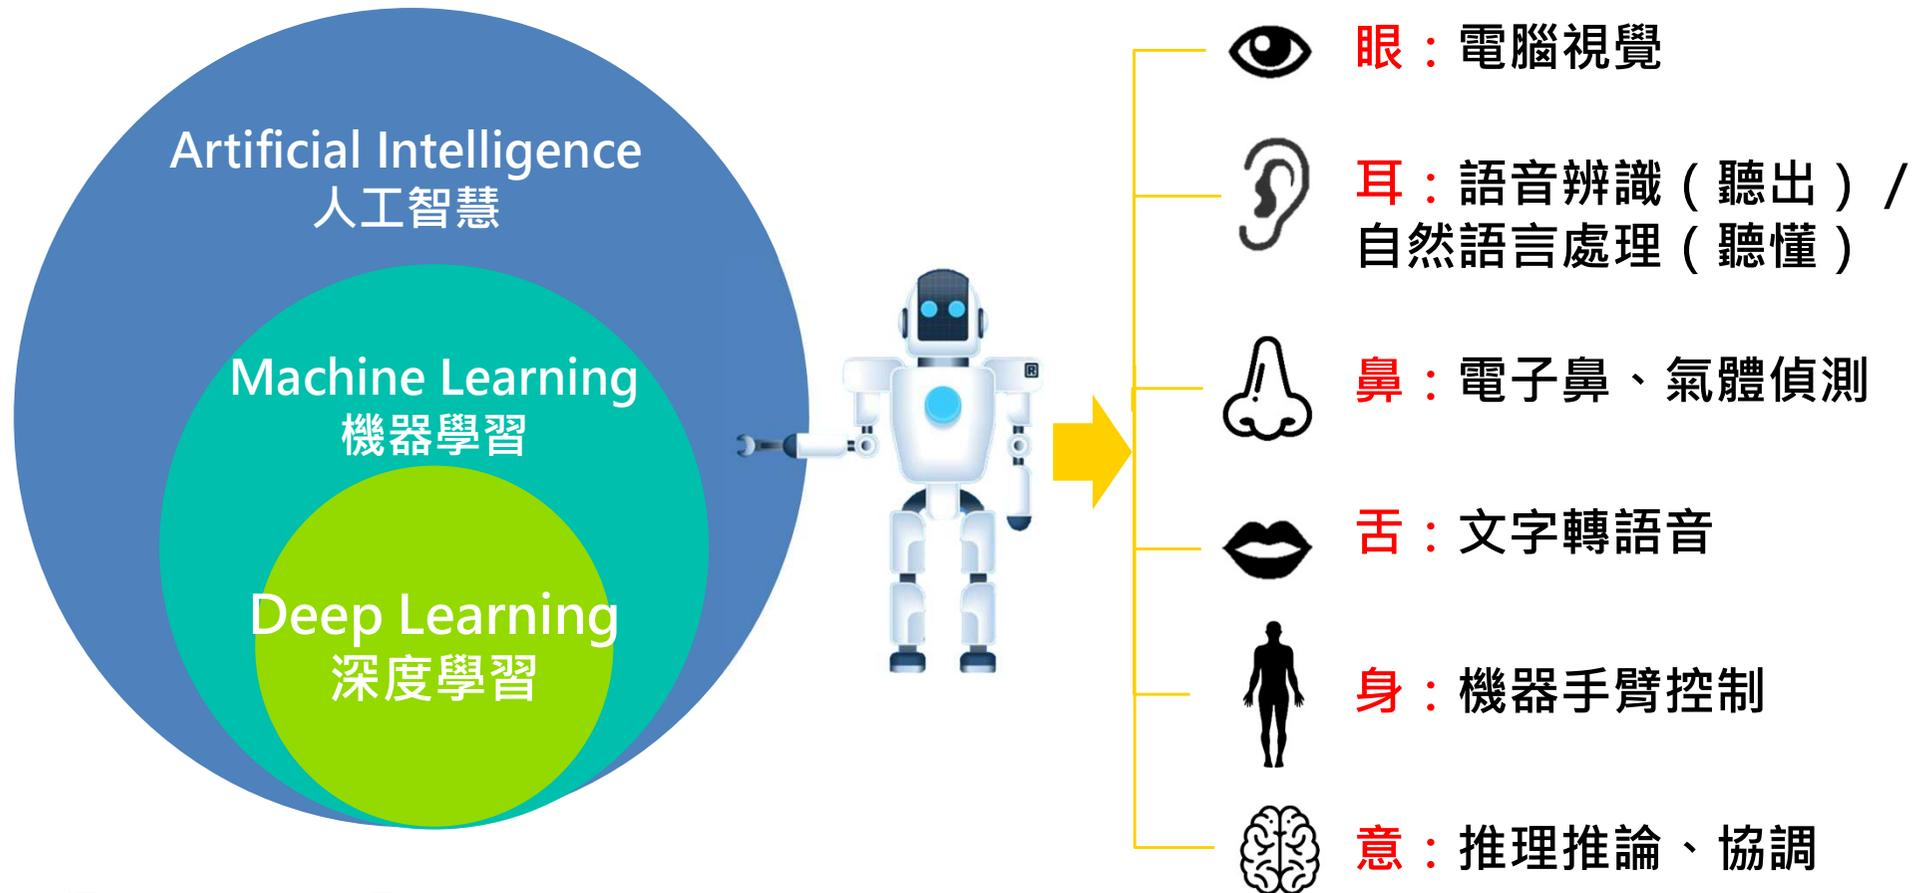 Artificial Intelligence
人工智慧
Machine Learning
機器學習
Deep Learning
深度學習
R
眼：電腦視覺
耳：語音辨識（聽出）/
自然語言處理（聽懂）
鼻：電子鼻、氣體偵測
舌：文字轉語音
身：機器手臂控制
意：推理推論、協調